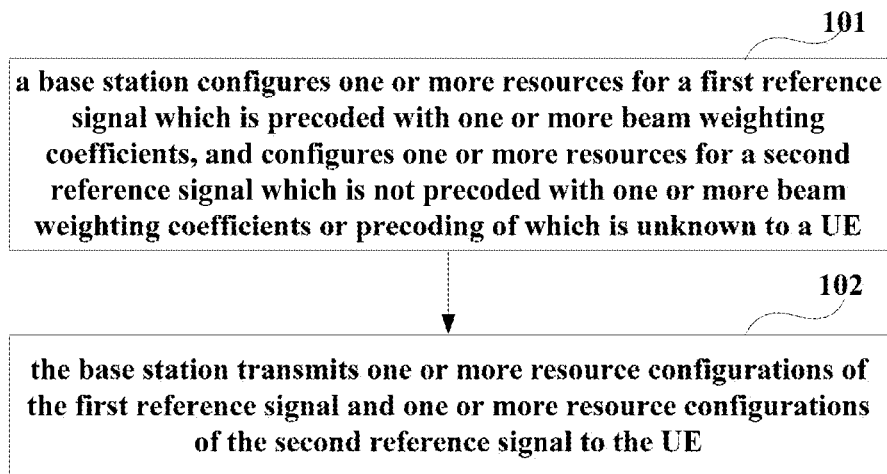 101
a base station configures one or more resources for a first reference
signal which is precoded with one or more beam weighting
coefficients, and configures one or more resources for a second
reference signal which is not precoded with one or more beam
weighting coefficients or precoding of which is unknown to a UE
102
the base station transmits one or more resource configurations of
the first reference signal and one or more resource configurations
of the second reference signal to the UE